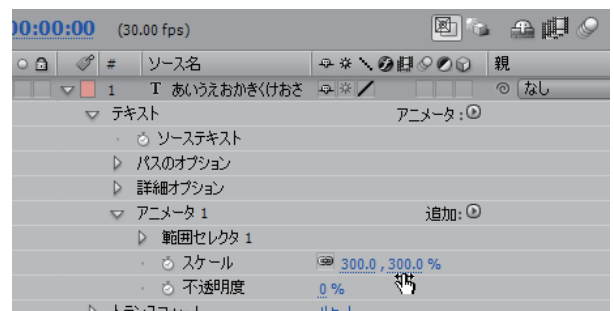 0:00:00 (30.00 fps)
# ソース名 親
1 T あいうえおかきくけおさ なし
テキスト アニメータ:
ソーステキスト
パスのオプション
詳細オプション
アニメータ 1 追加:
範囲セレクタ 1
スケール 300.0 , 300.0 %
不透明度 0 %